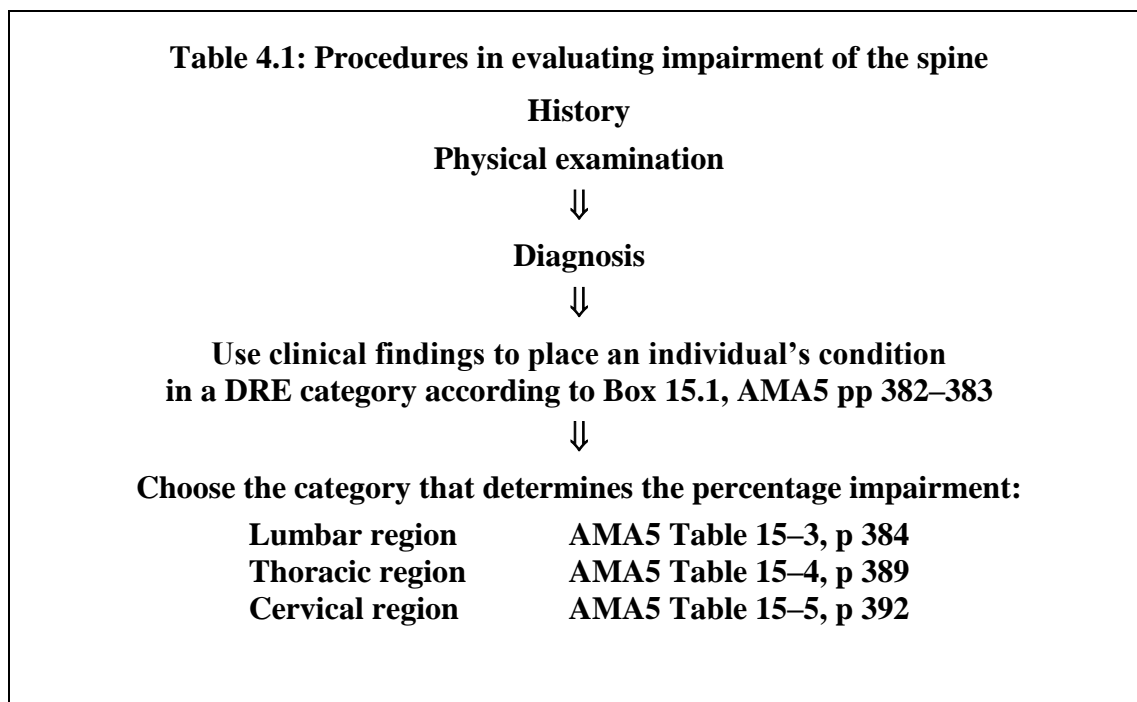 Table 4.1: Procedures in evaluating impairment of the spine
History
Physical examination
⇓
Diagnosis
⇓
Use clinical findings to place an individual’s condition
in a DRE category according to Box 15.1, AMA5 pp 382–383
⇓
Choose the category that determines the percentage impairment:
Lumbar region AMA5 Table 15–3, p 384
Thoracic region AMA5 Table 15–4, p 389
Cervical region AMA5 Table 15–5, p 392